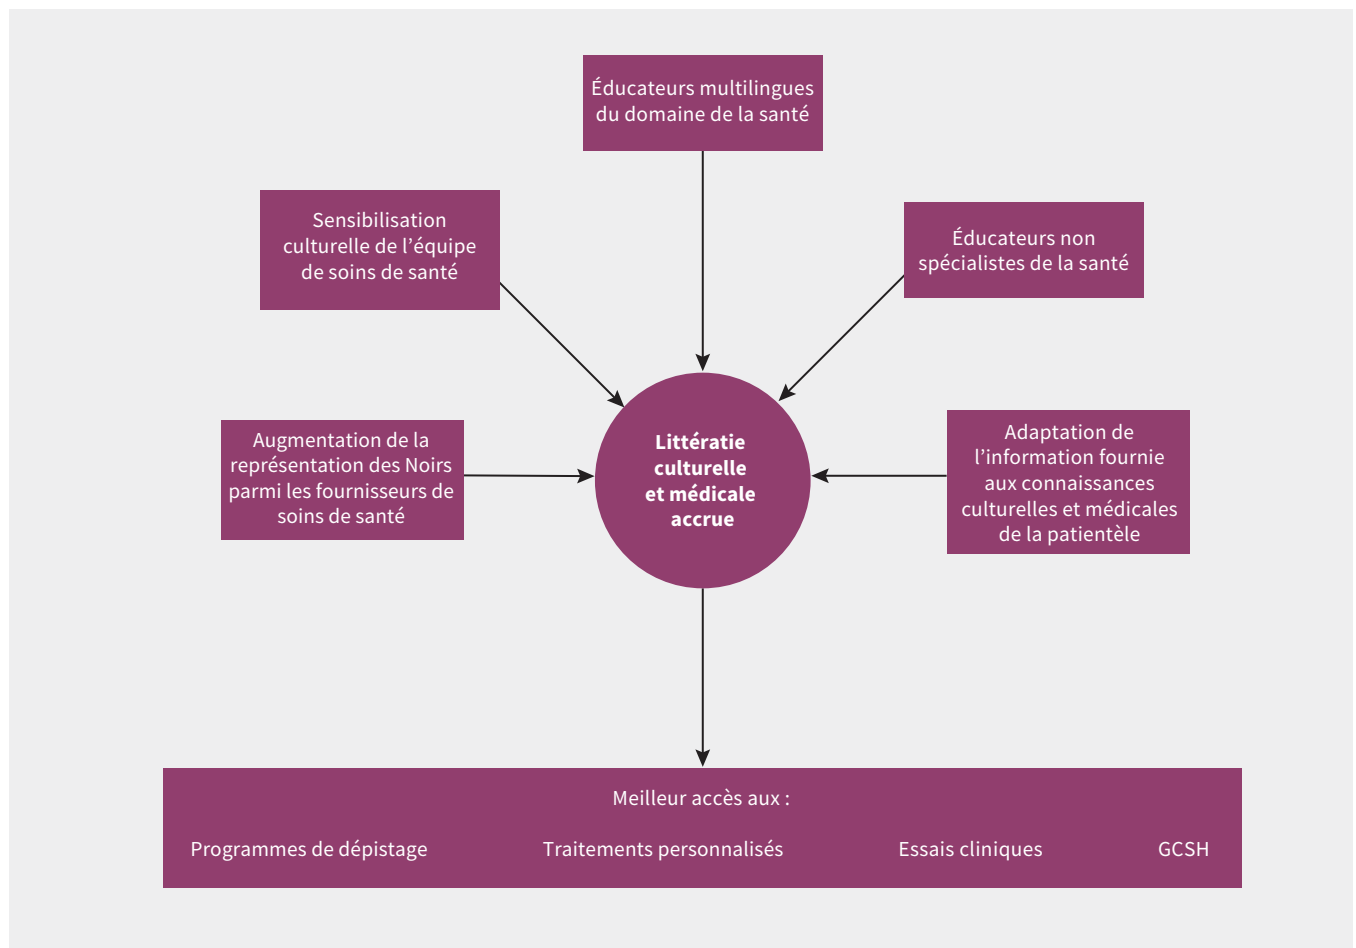 Éducateurs multilingues
du domaine de la santé
Sensibilisation
culturelle de l’équipe
de soins de santé
Éducateurs non
spécialistes de la santé
Augmentation de la
représentation des Noirs
parmi les fournisseurs de
soins de santé
Littératie
culturelle
et médicale
accrue
Adaptation de
l’information fournie
aux connaissances
culturelles et médicales
de la patientèle
Meilleur accès aux :
Programmes de dépistage
Traitements personnalisés
Essais cliniques
GCSH